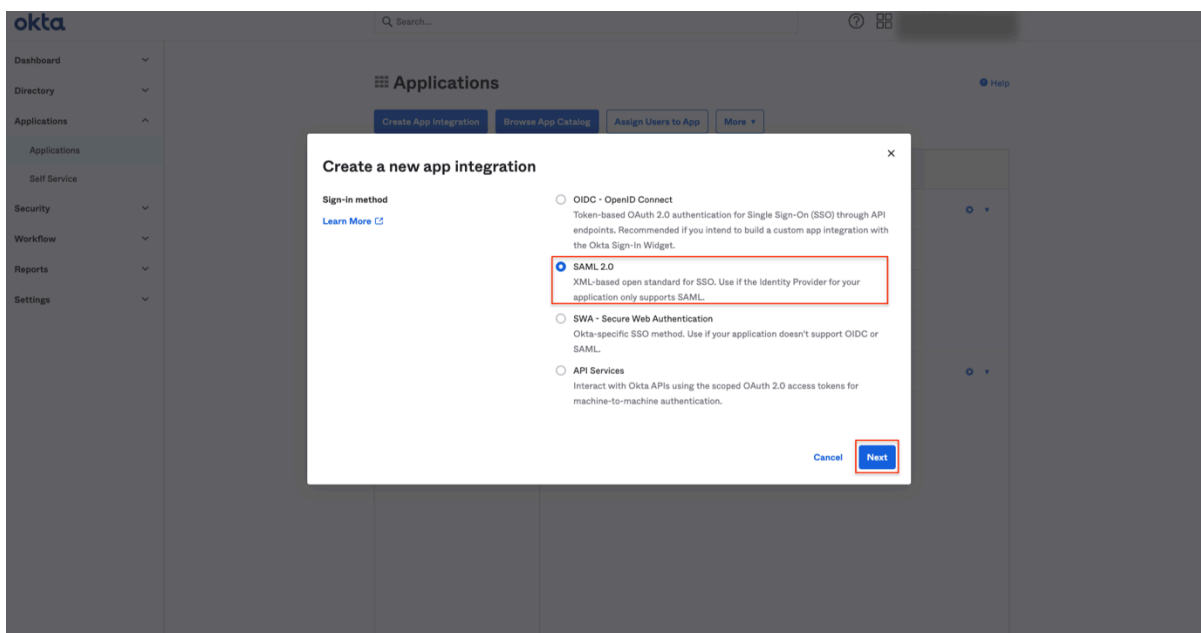 okta
Search...
Dashboard
Directory
Applications
Applications
Self Service
Security
Workflow
Reports
Settings
Applications
Help
Create App Integration
Browse App Catalog
Assign Users to App
More
Create a new app integration
Sign-in method
Learn More
OIDC - OpenID Connect
Token-based OAuth 2.0 authentication for Single Sign-On (SSO) through API
endpoints. Recommended if you intend to build a custom app integration with
the Okta Sign-In Widget.
SAML 2.0
XML-based open standard for SSO. Use if the Identity Provider for your
application only supports SAML.
SWA - Secure Web Authentication
Okta-specific SSO method. Use if your application doesn't support OIDC or
SAML.
API Services
Interact with Okta APIs using the scoped OAuth 2.0 access tokens for
machine-to-machine authentication.
Cancel
Next